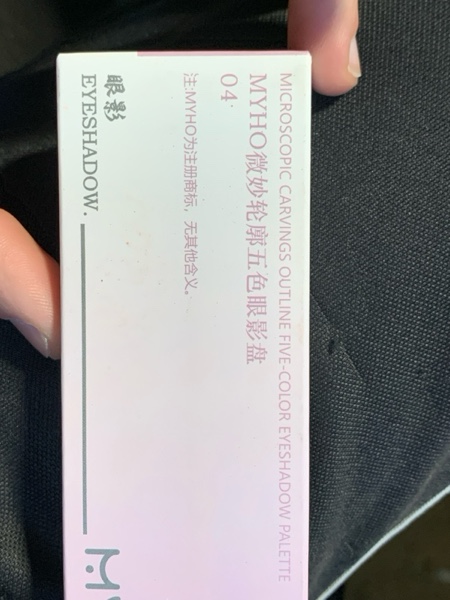 MICROSCOPIC CARVINGS OUTLINE FIVE-COLOR EYESHADOW PALETTE
MYHO微妙轮廓五色眼影盘
04
注:MYHO为注册商标，无其他含义。
眼影
EYESHADOW.